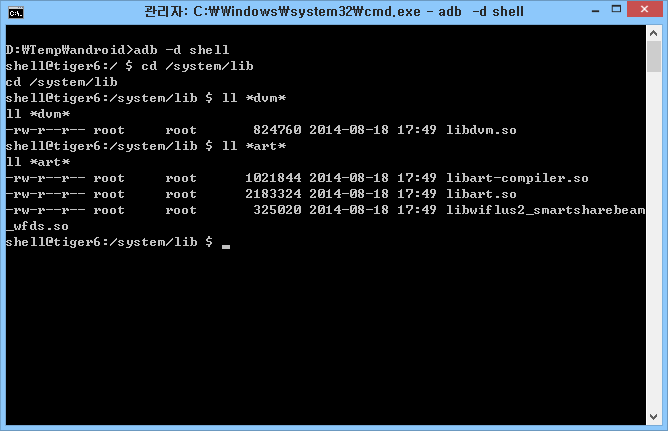 관리자: C:₩Windows₩system32₩cmd.exe - adb  -d shell
D:₩Temp₩android>adb -d shell
shell@tiger6:/ $ cd /system/lib
cd /system/lib
shell@tiger6:/system/lib $ ll *dvm*
ll *dvm*
-rw-r--r-- root     root       824760 2014-08-18 17:49 libdvm.so
shell@tiger6:/system/lib $ ll *art*
ll *art*
-rw-r--r-- root     root      1021844 2014-08-18 17:49 libart-compiler.so
-rw-r--r-- root     root      2183324 2014-08-18 17:49 libart.so
-rw-r--r-- root     root       325020 2014-08-18 17:49 libwiflus2_smartsharebeam
_wfds.so
shell@tiger6:/system/lib $ _